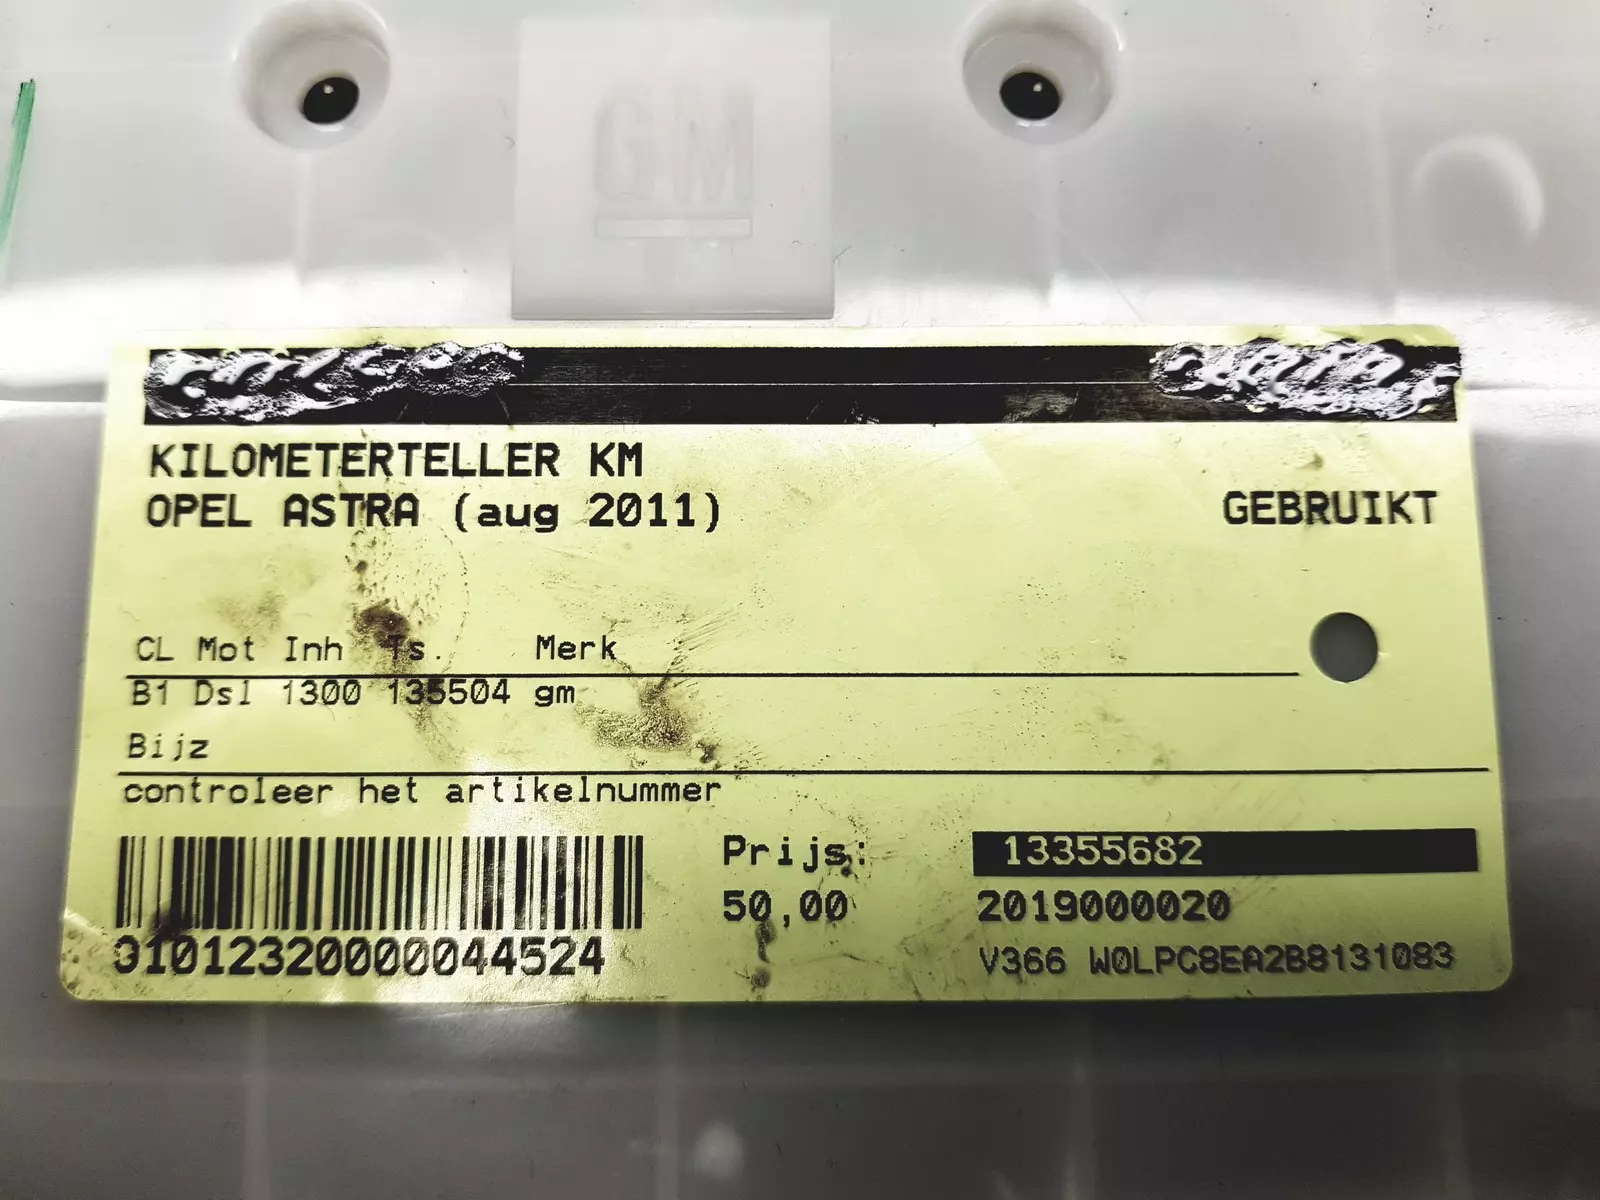 GM
KILOMETERTELLER KM
OPEL ASTRA (aug 2011)
GEBRUIKT
CL Mot Inh Ts. Merk
B1 Dsl 1300 135504 gm
Bijz
controleer het artikelnummer
Prijs: 13355682
50,00 2019000020
0101232000044524 V366 W0LPC8EA2B8131083